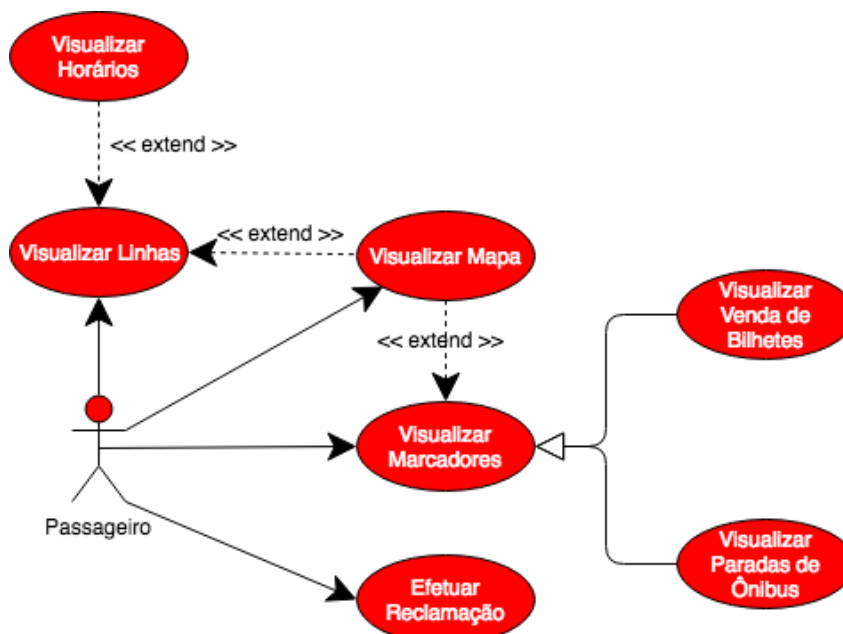 Visualizar
Horários
<< extend >>
Visualizar Linhas
<< extend >>
Visualizar Mapa
Visualizar
Venda de
Bilhetes
<< extend >>
Visualizar
Marcadores
Passageiro
Visualizar
Paradas de
Ônibus
Efetuar
Reclamação